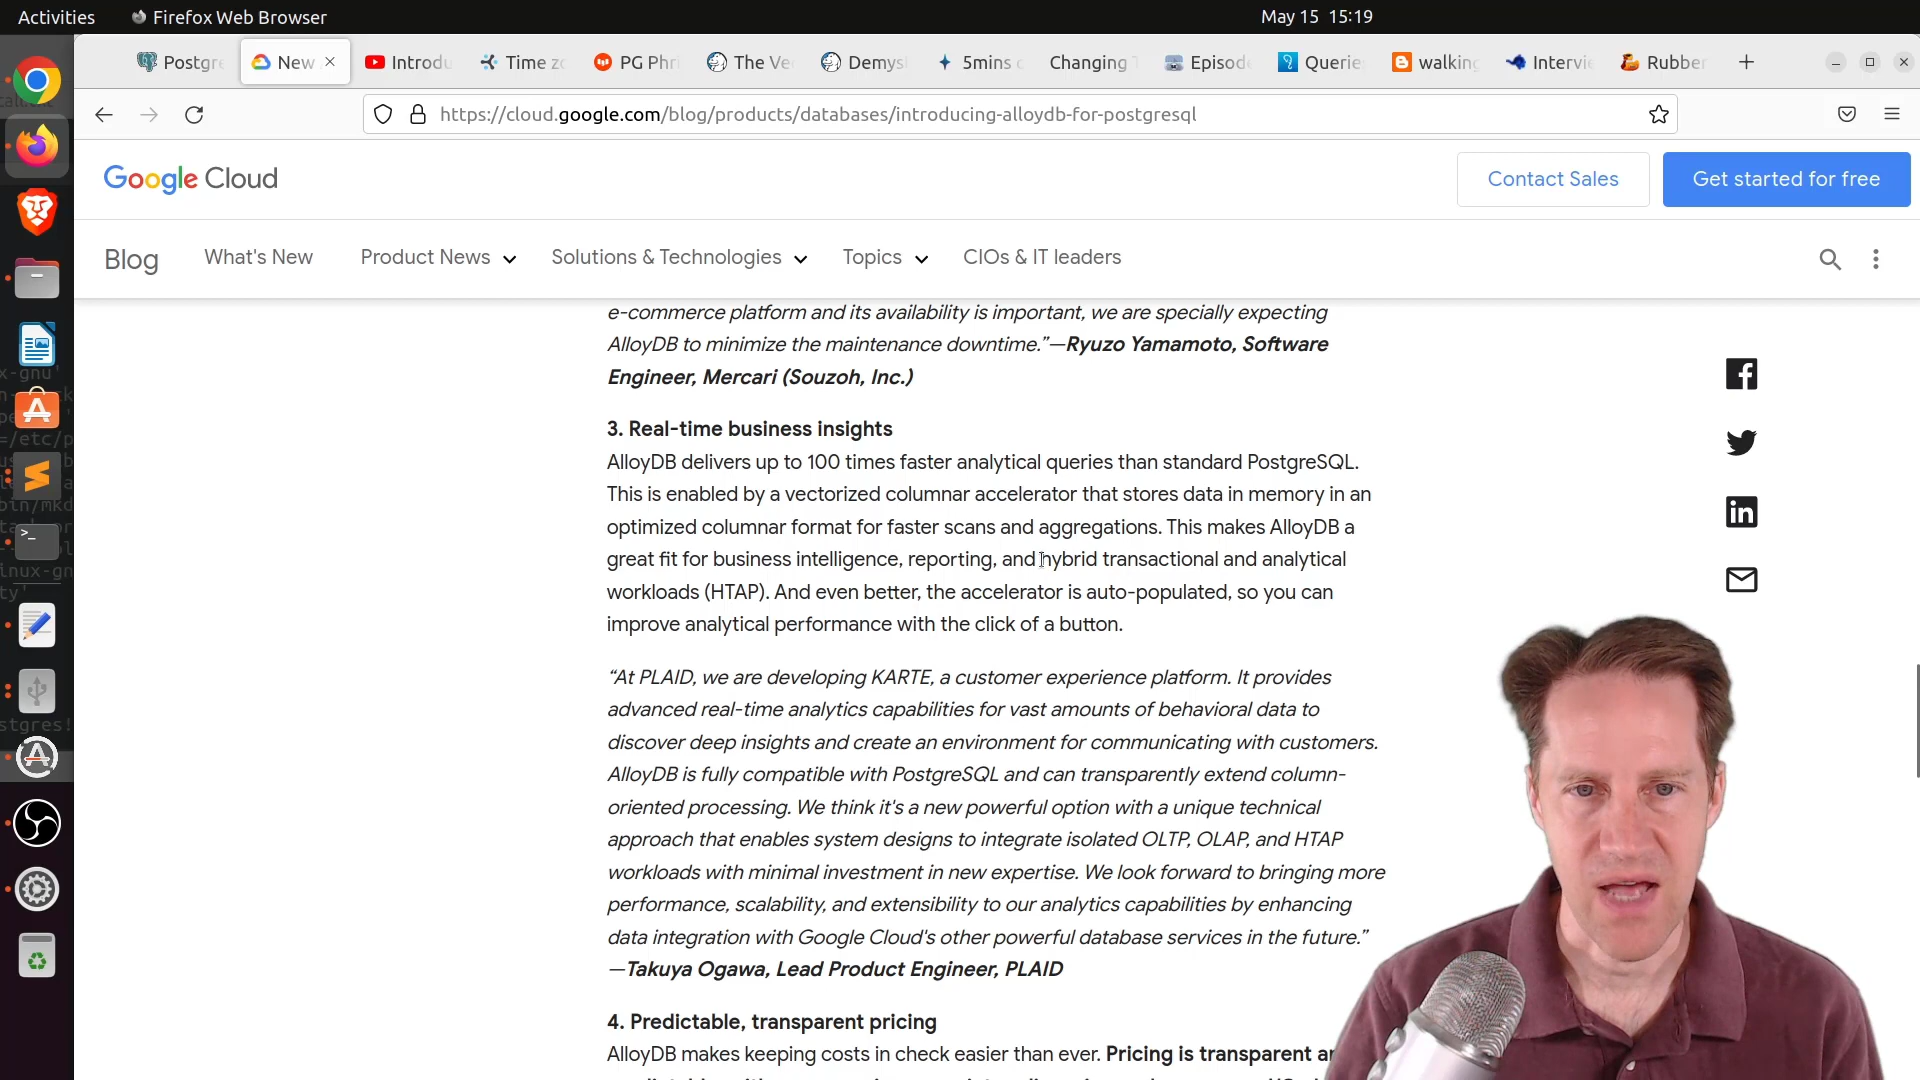 Activities
Firefox Web Browser
May 15 15:19
Postgre
New
Introdu
Time zo
PG Phri
The Ve
Demys
5mins o
Changing T
Episod
Querie
walking
Intervie
Rubber
https://cloud.google.com/blog/products/databases/introducing-alloydb-for-postgresql
Google Cloud
Contact Sales
Get started for free
Blog
What's New
Product News
Solutions & Technologies
Topics
CIOs & IT leaders
e-commerce platform and its availability is important, we are specially expecting
AlloyDB to minimize the maintenance downtime.”—Ryuzo Yamamoto, Software
Engineer, Mercari (Souzoh, Inc.)
3. Real-time business insights
AlloyDB delivers up to 100 times faster analytical queries than standard PostgreSQL.
This is enabled by a vectorized columnar accelerator that stores data in memory in an
optimized columnar format for faster scans and aggregations. This makes AlloyDB a
great fit for business intelligence, reporting, and hybrid transactional and analytical
workloads (HTAP). And even better, the accelerator is auto-populated, so you can
improve analytical performance with the click of a button.
“At PLAID, we are developing KARTE, a customer experience platform. It provides
advanced real-time analytics capabilities for vast amounts of behavioral data to
discover deep insights and create an environment for communicating with customers.
AlloyDB is fully compatible with PostgreSQL and can transparently extend column-
oriented processing. We think it's a new powerful option with a unique technical
approach that enables system designs to integrate isolated OLTP, OLAP, and HTAP
workloads with minimal investment in new expertise. We look forward to bringing more
performance, scalability, and extensibility to our analytics capabilities by enhancing
data integration with Google Cloud's other powerful database services in the future.”
—Takuya Ogawa, Lead Product Engineer, PLAID
4. Predictable, transparent pricing
AlloyDB makes keeping costs in check easier than ever. Pricing is transparent